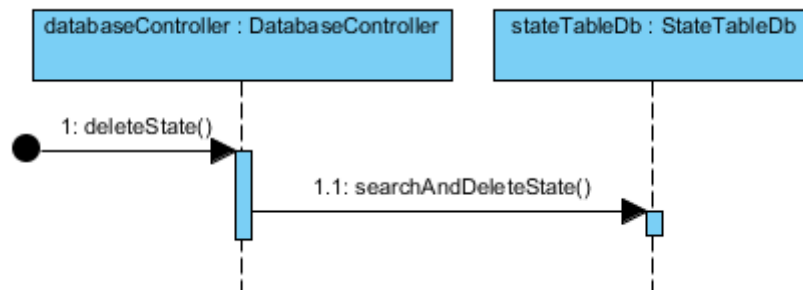 databaseController : DatabaseController
stateTableDb : StateTableDb
1: deleteState()
1.1: searchAndDeleteState()